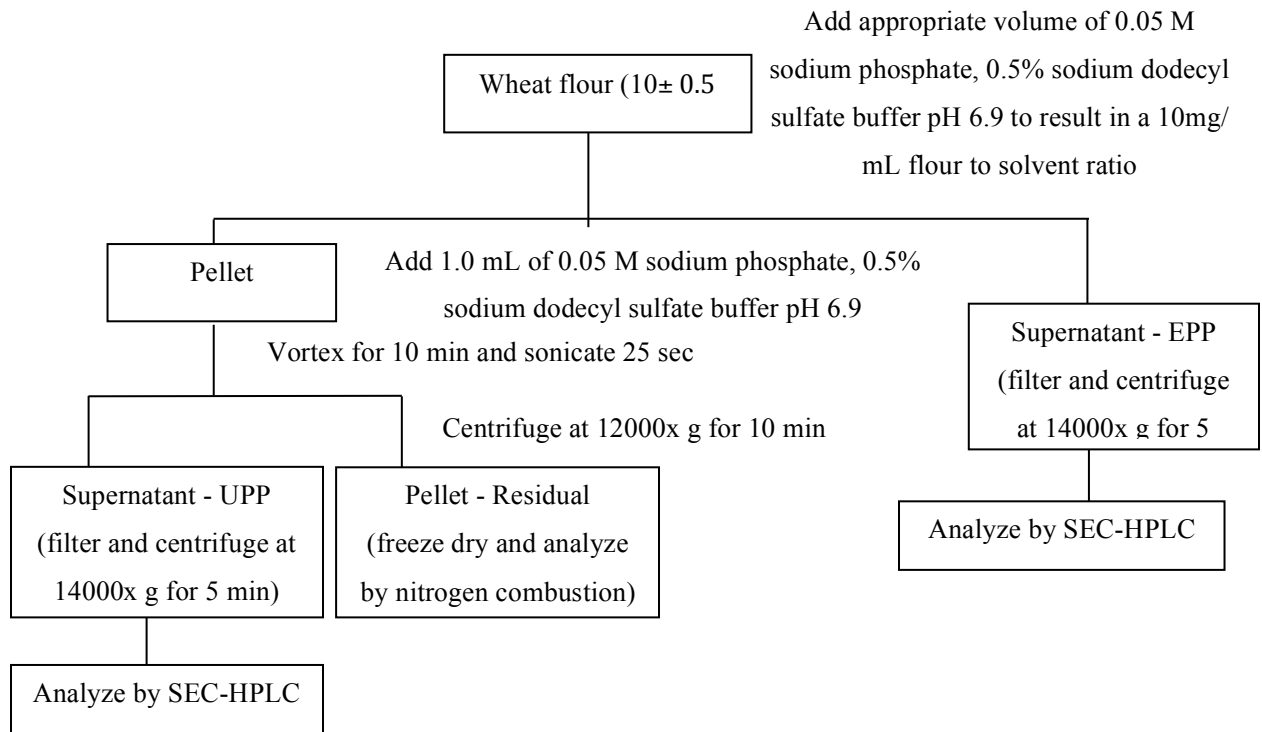 Add appropriate volume of 0.05 M
sodium phosphate, 0.5% sodium dodecyl
sulfate buffer pH 6.9 to result in a 10mg/
mL flour to solvent ratio
Wheat flour (10± 0.5
Pellet
Add 1.0 mL of 0.05 M sodium phosphate, 0.5%
sodium dodecyl sulfate buffer pH 6.9
Vortex for 10 min and sonicate 25 sec
Supernatant - EPP
(filter and centrifuge
at 14000x g for 5
Centrifuge at 12000x g for 10 min
Supernatant - UPP
(filter and centrifuge at
14000x g for 5 min)
Pellet - Residual
(freeze dry and analyze
by nitrogen combustion)
Analyze by SEC-HPLC
Analyze by SEC-HPLC